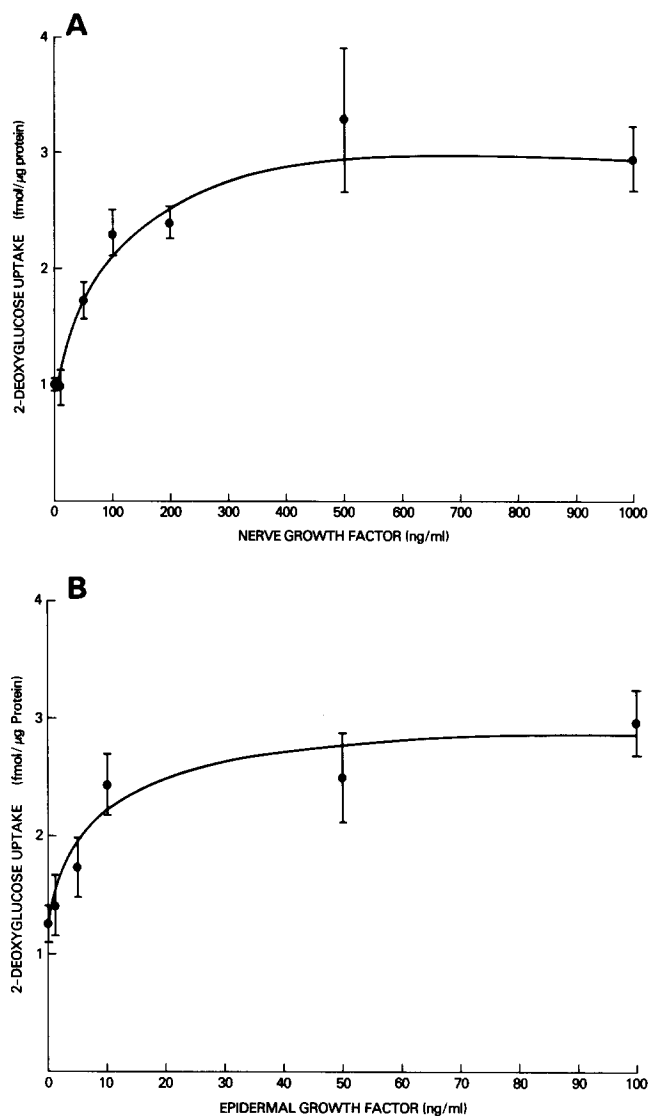 A
4
3
2
1
2-DEOXYGLUCOSE UPTAKE (fmol/μg protein)
0 100 200 300 400 500 600 700 800 900 1000
NERVE GROWTH FACTOR (ng/ml)
B
4
3
2
1
2-DEOXYGLUCOSE UPTAKE (fmol/μg Protein)
0 10 20 30 40 50 60 70 80 90 100
EPIDERMAL GROWTH FACTOR (ng/ml)